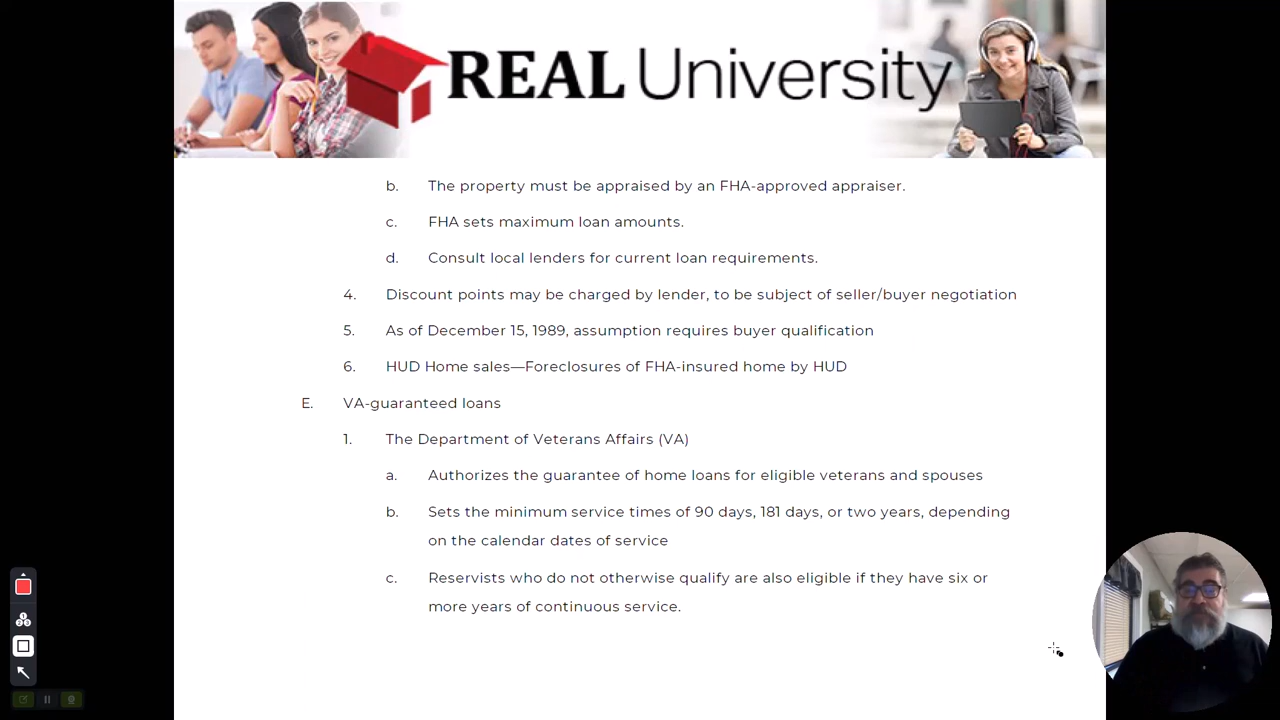 REAL University
b. The property must be appraised by an FHA-approved appraiser.
c. FHA sets maximum loan amounts.
d. Consult local lenders for current loan requirements.
4. Discount points may be charged by lender, to be subject of seller/buyer negotiation
5. As of December 15, 1989, assumption requires buyer qualification
6. HUD Home sales—Foreclosures of FHA-insured home by HUD
E. VA-guaranteed loans
1. The Department of Veterans Affairs (VA)
a. Authorizes the guarantee of home loans for eligible veterans and spouses
b. Sets the minimum service times of 90 days, 181 days, or two years, depending
on the calendar dates of service
c. Reservists who do not otherwise qualify are also eligible if they have six or
more years of continuous service.